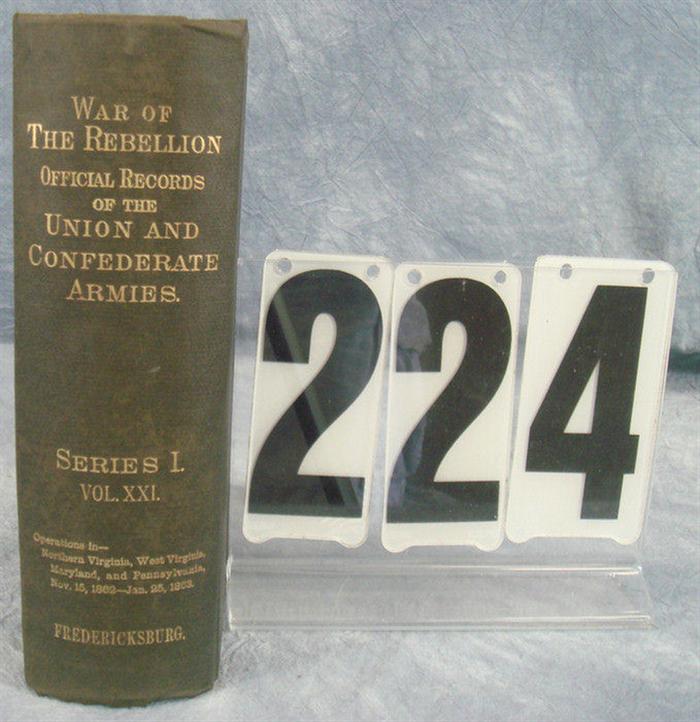 WAR OF
THE REBELLION
OFFICIAL RECORDS
OF THE
UNION AND
CONFEDERATE
ARMIES.
SERIES I.
VOL. XXI.
Operations in—
Northern Virginia, West Virginia,
Maryland, and Pennsylvania,
Nov. 15, 1862—Jan. 25, 1863.
FREDERICKSBURG.
224